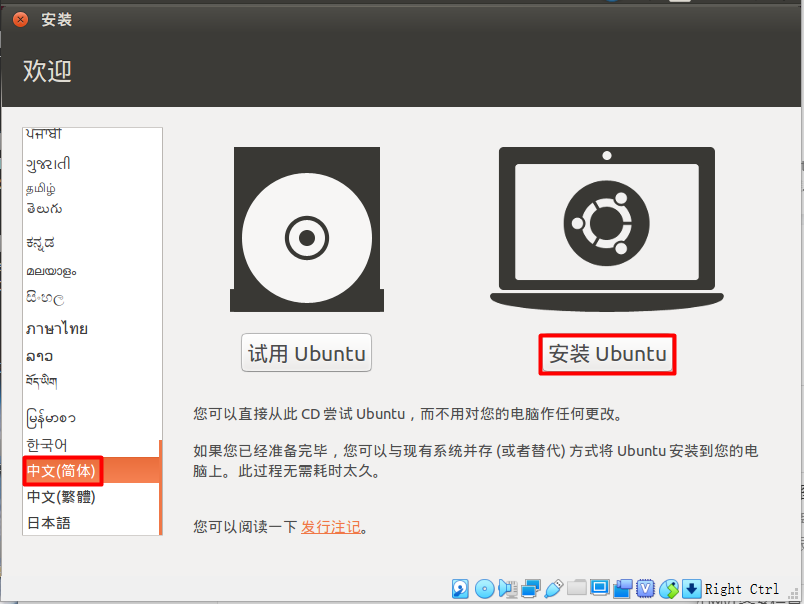 安装
欢迎
ਪੰਜਾਬੀ
ગુજરાતી
தமிழ்
తెలుగు
ಕನ್ನಡ
മലയാളം
සිංහල
ภาษาไทย
ລາວ
བོད་ཡིག
မြန်မာစာ
한국어
中文(简体)
中文(繁體)
日本語
试用 Ubuntu
安装 Ubuntu
您可以直接从此 CD 尝试 Ubuntu，而不用对您的电脑作任何更改。
如果您已经准备完毕，您可以与现有系统并存 (或者替代) 方式将 Ubuntu 安装到您的电
脑上。此过程无需耗时太久。
您可以阅读一下 发行注记。
Right Ctrl